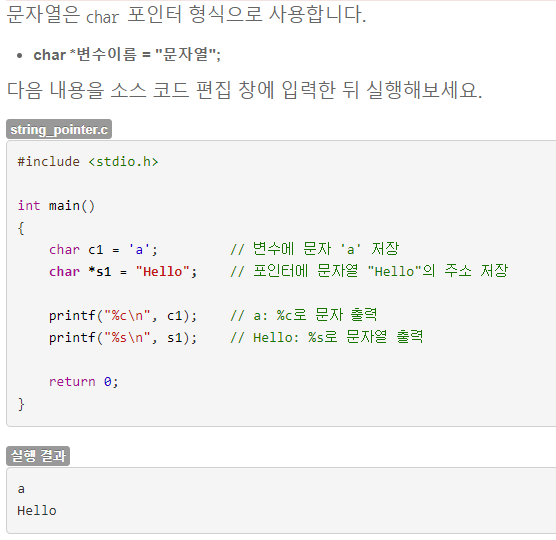 문자열은 char 포인터 형식으로 사용합니다.
• char *변수이름 = "문자열";
다음 내용을 소스 코드 편집 창에 입력한 뒤 실행해보세요.
string_pointer.c
#include <stdio.h>
int main()
{
    char c1 = 'a';         // 변수에 문자 'a' 저장
    char *s1 = "Hello";    // 포인터에 문자열 "Hello"의 주소 저장
    printf("%c\n", c1);    // a: %c로 문자 출력
    printf("%s\n", s1);    // Hello: %s로 문자열 출력
    return 0;
}
실행 결과
a
Hello